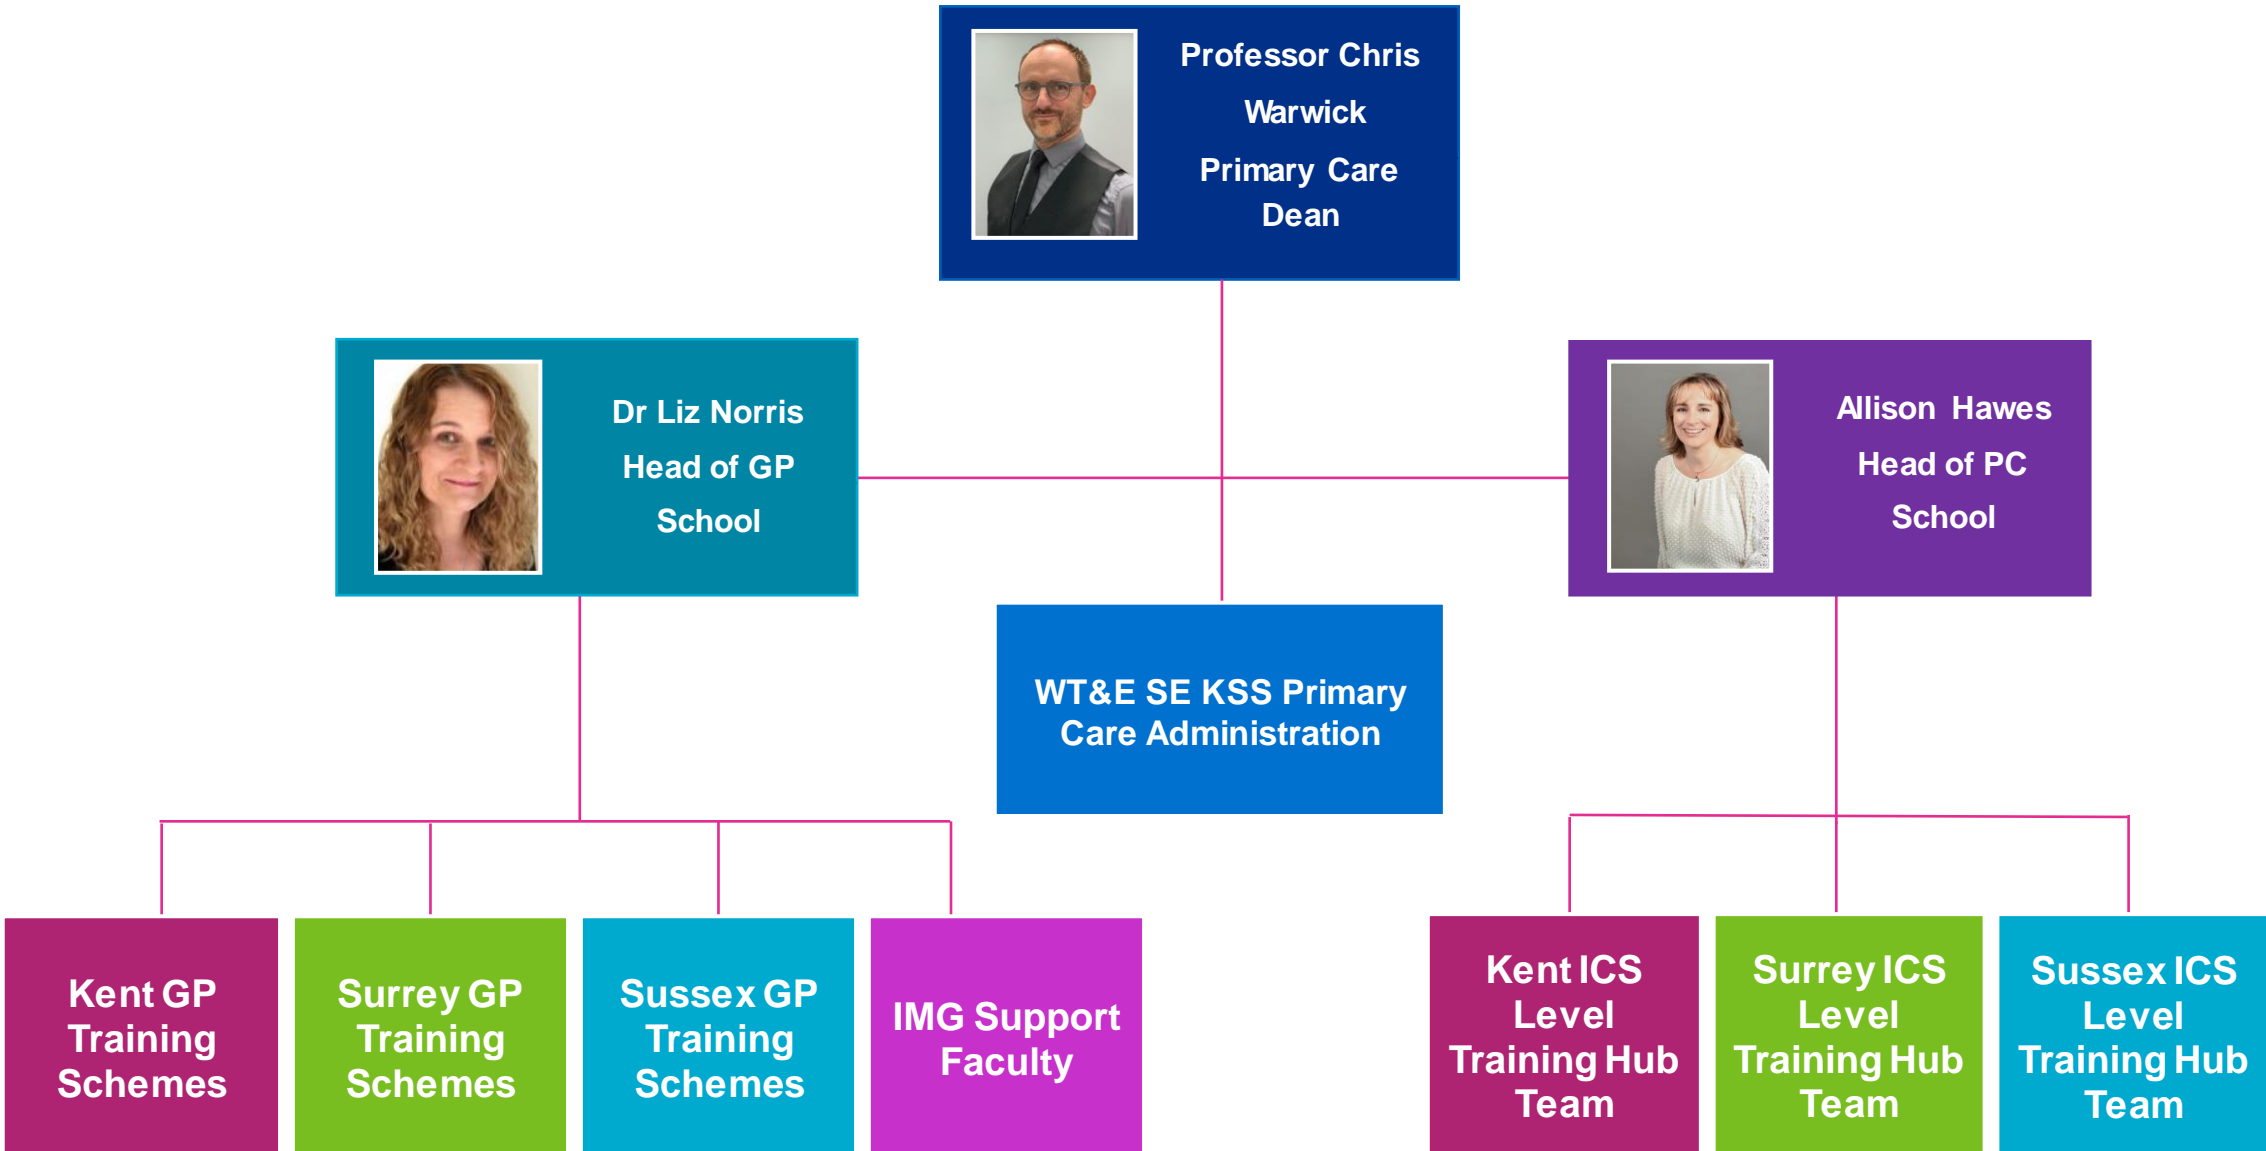 Professor Chris
Warwick
Primary Care
Dean
Dr Liz Norris
Head of GP
School
Allison Hawes
Head of PC
School
WT&E SE KSS Primary
Care Administration
Kent GP
Training
Schemes
Surrey GP
Training
Schemes
Sussex GP
Training
Schemes
IMG Support
Faculty
Kent ICS
Level
Training Hub
Team
Surrey ICS
Level
Training Hub
Team
Sussex ICS
Level
Training Hub
Team